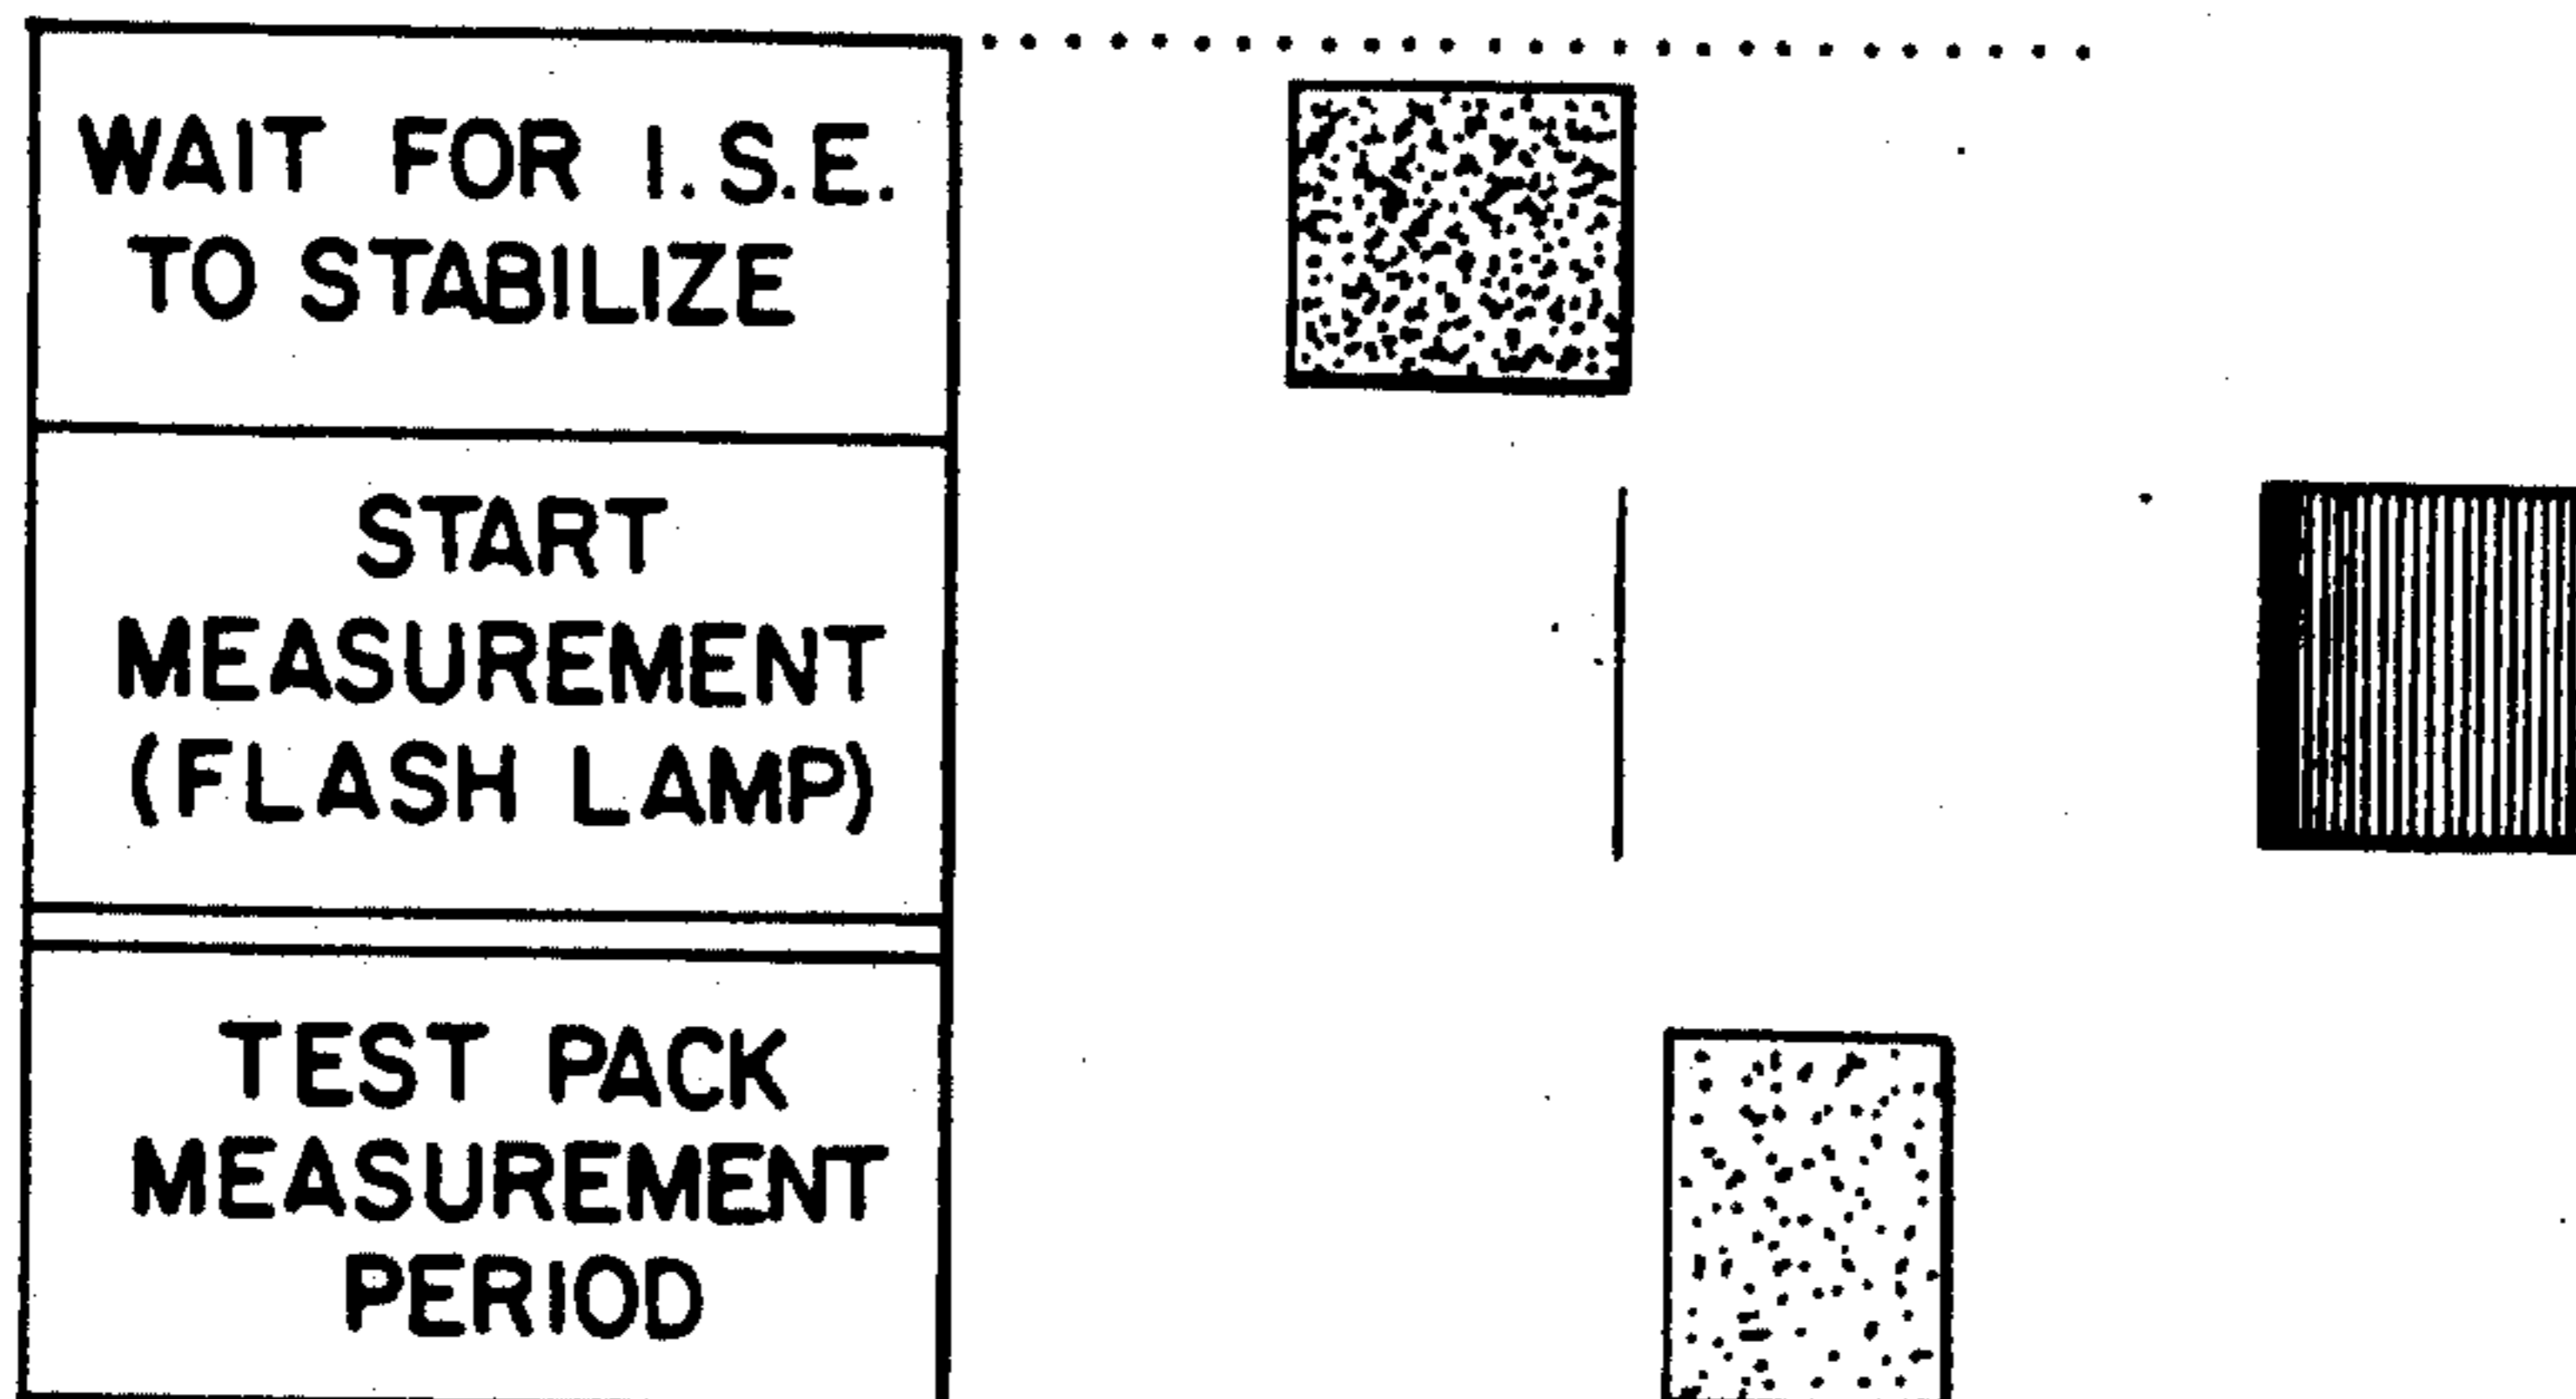 WAIT FOR I.S.E.
TO STABILIZE
START
MEASUREMENT
(FLASH LAMP)
TEST PACK
MEASUREMENT
PERIOD